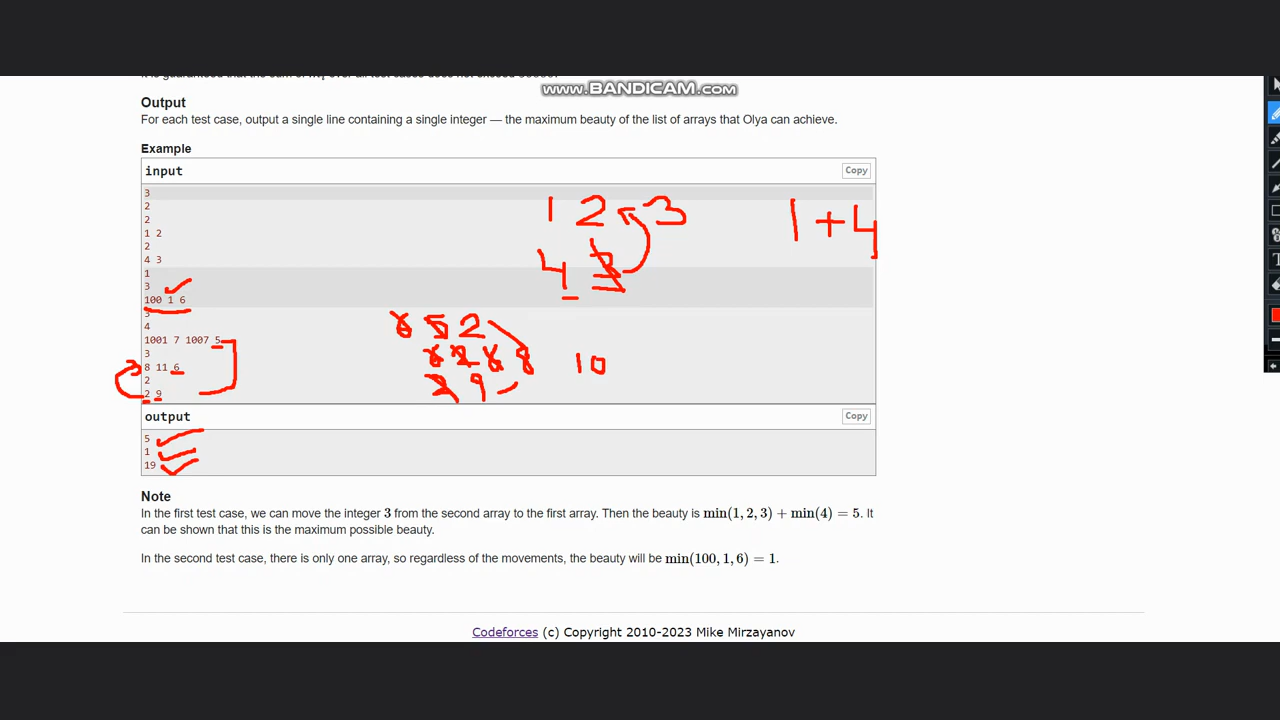 www.BANDICAM.com
Output
For each test case, output a single line containing a single integer — the maximum beauty of the list of arrays that Olya can achieve.
Example
input
Copy
3
2
2
1 2
2
4 3
1
3
100 1 6
3
4
1001 7 1007 5
3
8 11 6
2
2 9
1 2 3
4
1 + 4
2
8
9
10
output
Copy
5
1
19
Note
In the first test case, we can move the integer 3 from the second array to the first array. Then the beauty is min(1, 2, 3) + min(4) = 5. It
can be shown that this is the maximum possible beauty.
In the second test case, there is only one array, so regardless of the movements, the beauty will be min(100, 1, 6) = 1.
Codeforces (c) Copyright 2010-2023 Mike Mirzayanov